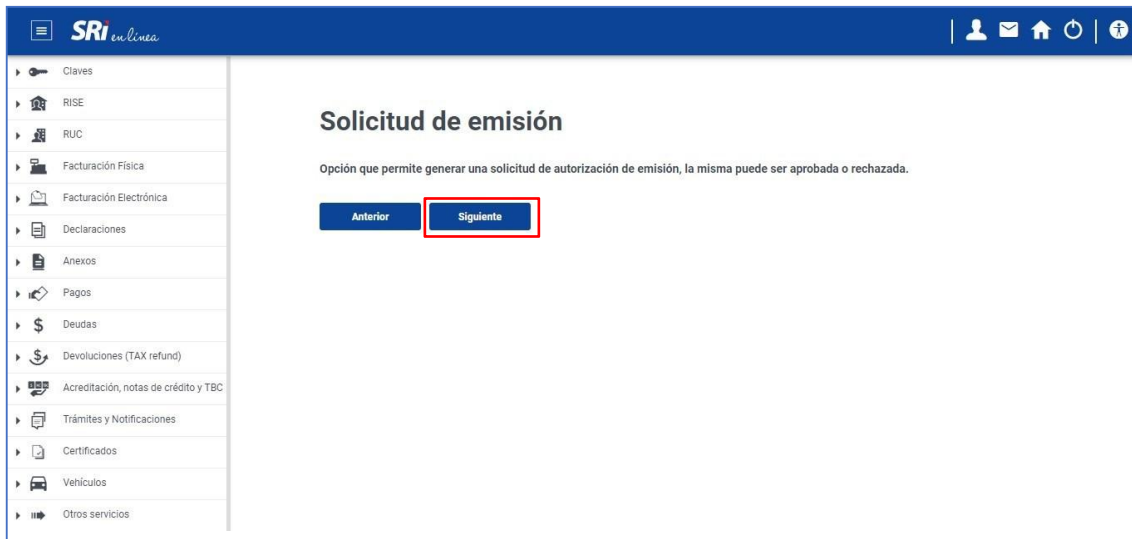 SRi en línea
Claves
RISE
RUC
Facturación Física
Facturación Electrónica
Declaraciones
Anexos
Pagos
Deudas
Devoluciones (TAX refund)
Acreditación, notas de crédito y TBC
Trámites y Notificaciones
Certificados
Vehículos
Otros servicios
Solicitud de emisión
Opción que permite generar una solicitud de autorización de emisión, la misma puede ser aprobada o rechazada.
Anterior
Siguiente